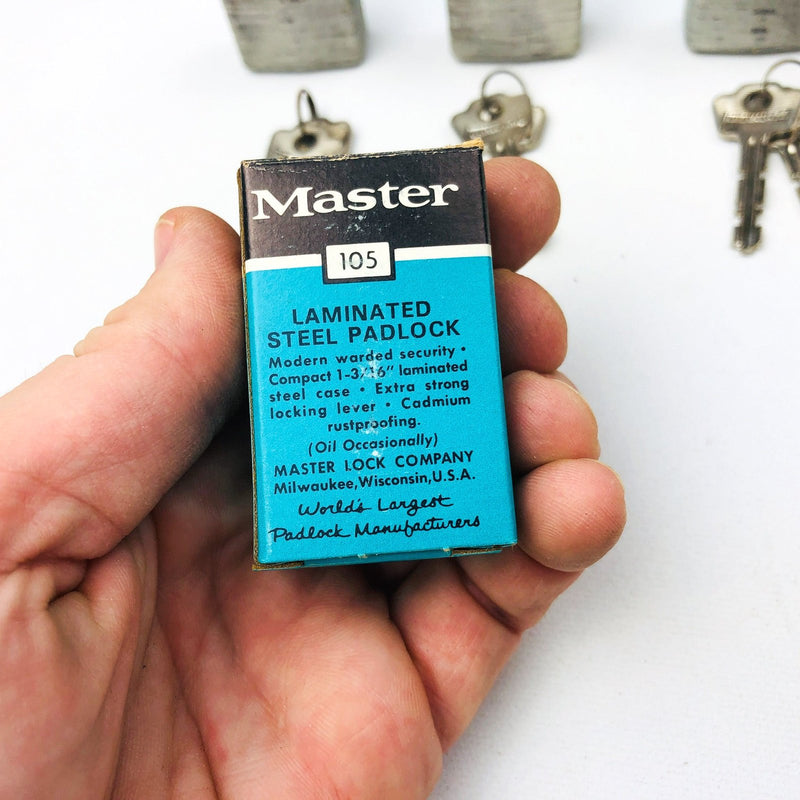 Master
105
LAMINATED
STEEL PADLOCK
Modern warded security •
Compact 1-3/16" laminated
steel case • Extra strong
locking lever • Cadmium
rustproofing.
(Oil Occasionally)
MASTER LOCK COMPANY
Milwaukee, Wisconsin, U.S.A.
World's Largest
Padlock Manufacturers